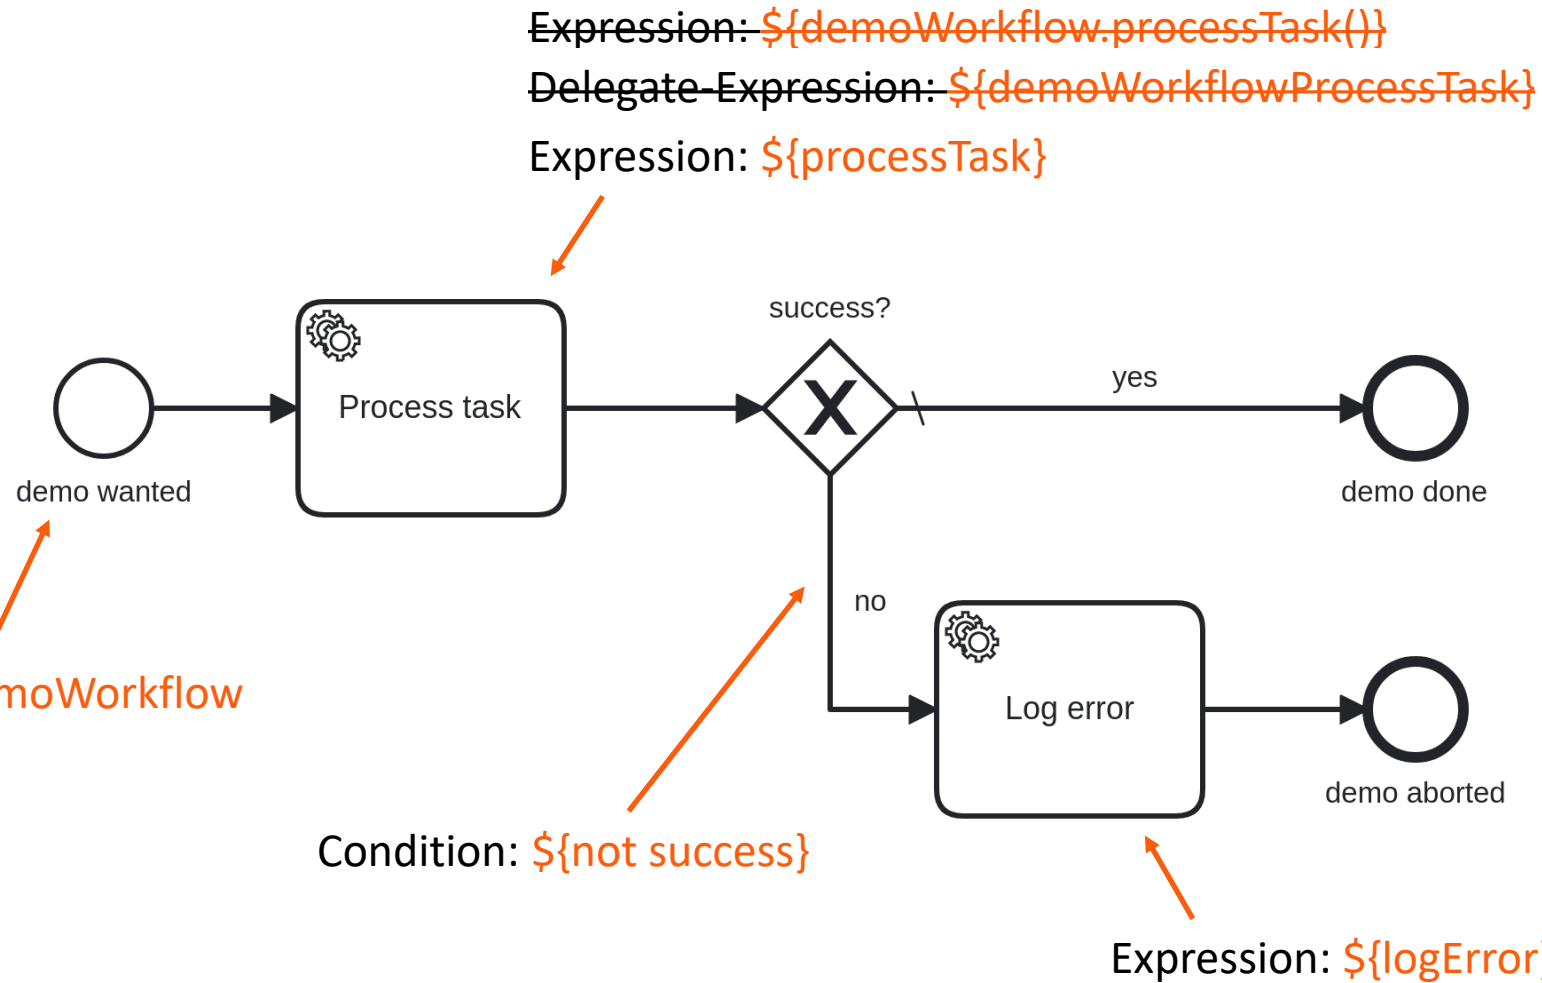 Expression: ${demoWorkflow.processTask()}
Delegate-Expression: ${demoWorkflowProcessTask}
Expression: ${processTask}
success?
yes
Process task
demo wanted
demo done
no
moWorkflow
Log error
demo aborted
Condition: ${not success}
Expression: ${logError}